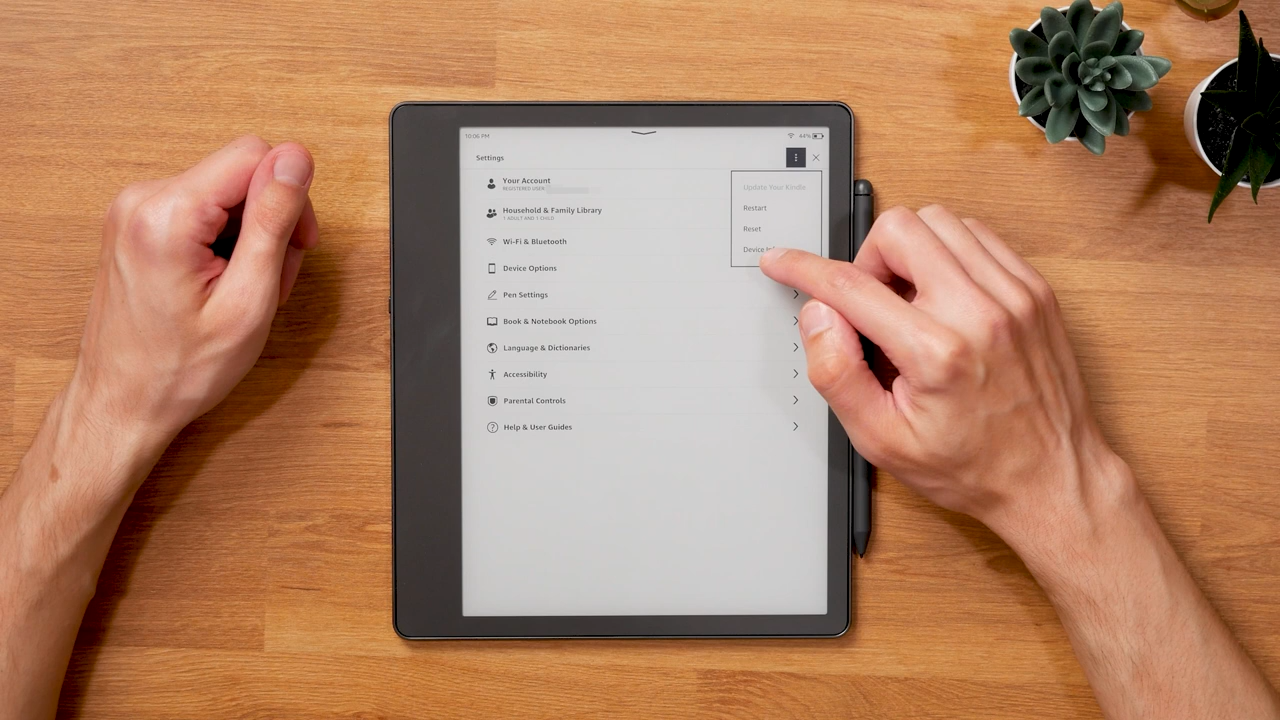 10:06 PM
44%
Settings
Your Account
REGISTERED USER:
Update Your Kindle
Household & Family Library
1 ADULT AND 1 CHILD
Restart
Reset
Wi-Fi & Bluetooth
Device
Device Options
Pen Settings
Book & Notebook Options
Language & Dictionaries
Accessibility
Parental Controls
Help & User Guides